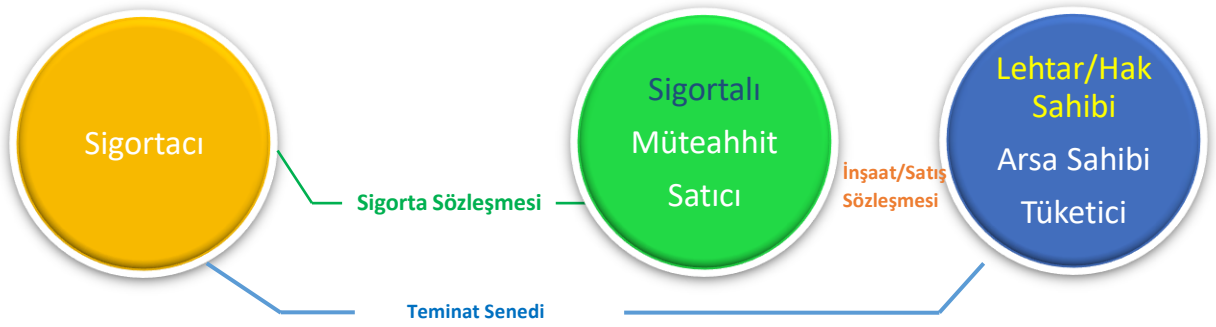 Sigortacı
Sigorta Sözleşmesi
Sigortalı
Müteahhit
Satıcı
İnşaat/Satış
Sözleşmesi
Lehtar/Hak
Sahibi
Arsa Sahibi
Tüketici
Teminat Senedi